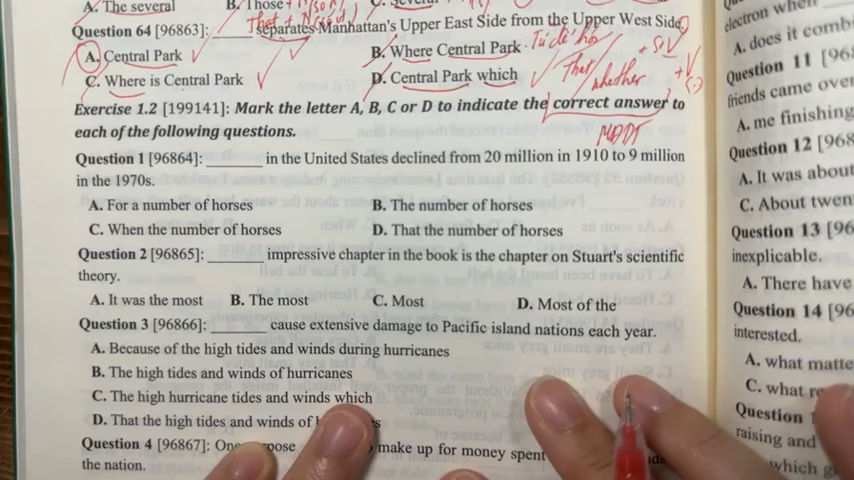 A. The several
B. Those
C. several
Question 64 [96863]: separates Manhattan's Upper East Side from the Upper West Side.
A. Central Park
B. Where Central Park
C. Where is Central Park
D. Central Park which
That
whether
+ S + V
+ V
Exercise 1.2 [199141]: Mark the letter A, B, C or D to indicate the correct answer to
each of the following questions.
MĐDT
Question 1 [96864]: ______ in the United States declined from 20 million in 1910 to 9 million
in the 1970s.
A. For a number of horses
B. The number of horses
C. When the number of horses
D. That the number of horses
Question 2 [96865]: ______ impressive chapter in the book is the chapter on Stuart's scientific
theory.
A. It was the most
B. The most
C. Most
D. Most of the
Question 3 [96866]: ______ cause extensive damage to Pacific island nations each year.
A. Because of the high tides and winds during hurricanes
B. The high tides and winds of hurricanes
C. The high hurricane tides and winds which
D. That the high tides and winds of
Question 4 [96867]: One make up for money spent
the nation.
electron when
A. does it comb
Question 11 [96
friends came over
A. me finishing
Question 12 [968
A. It was about
C. About twen
Question 13 [96
inexplicable.
A. There have
Question 14 [96
interested.
A. what matte
C. what re
Question
raising and
which g